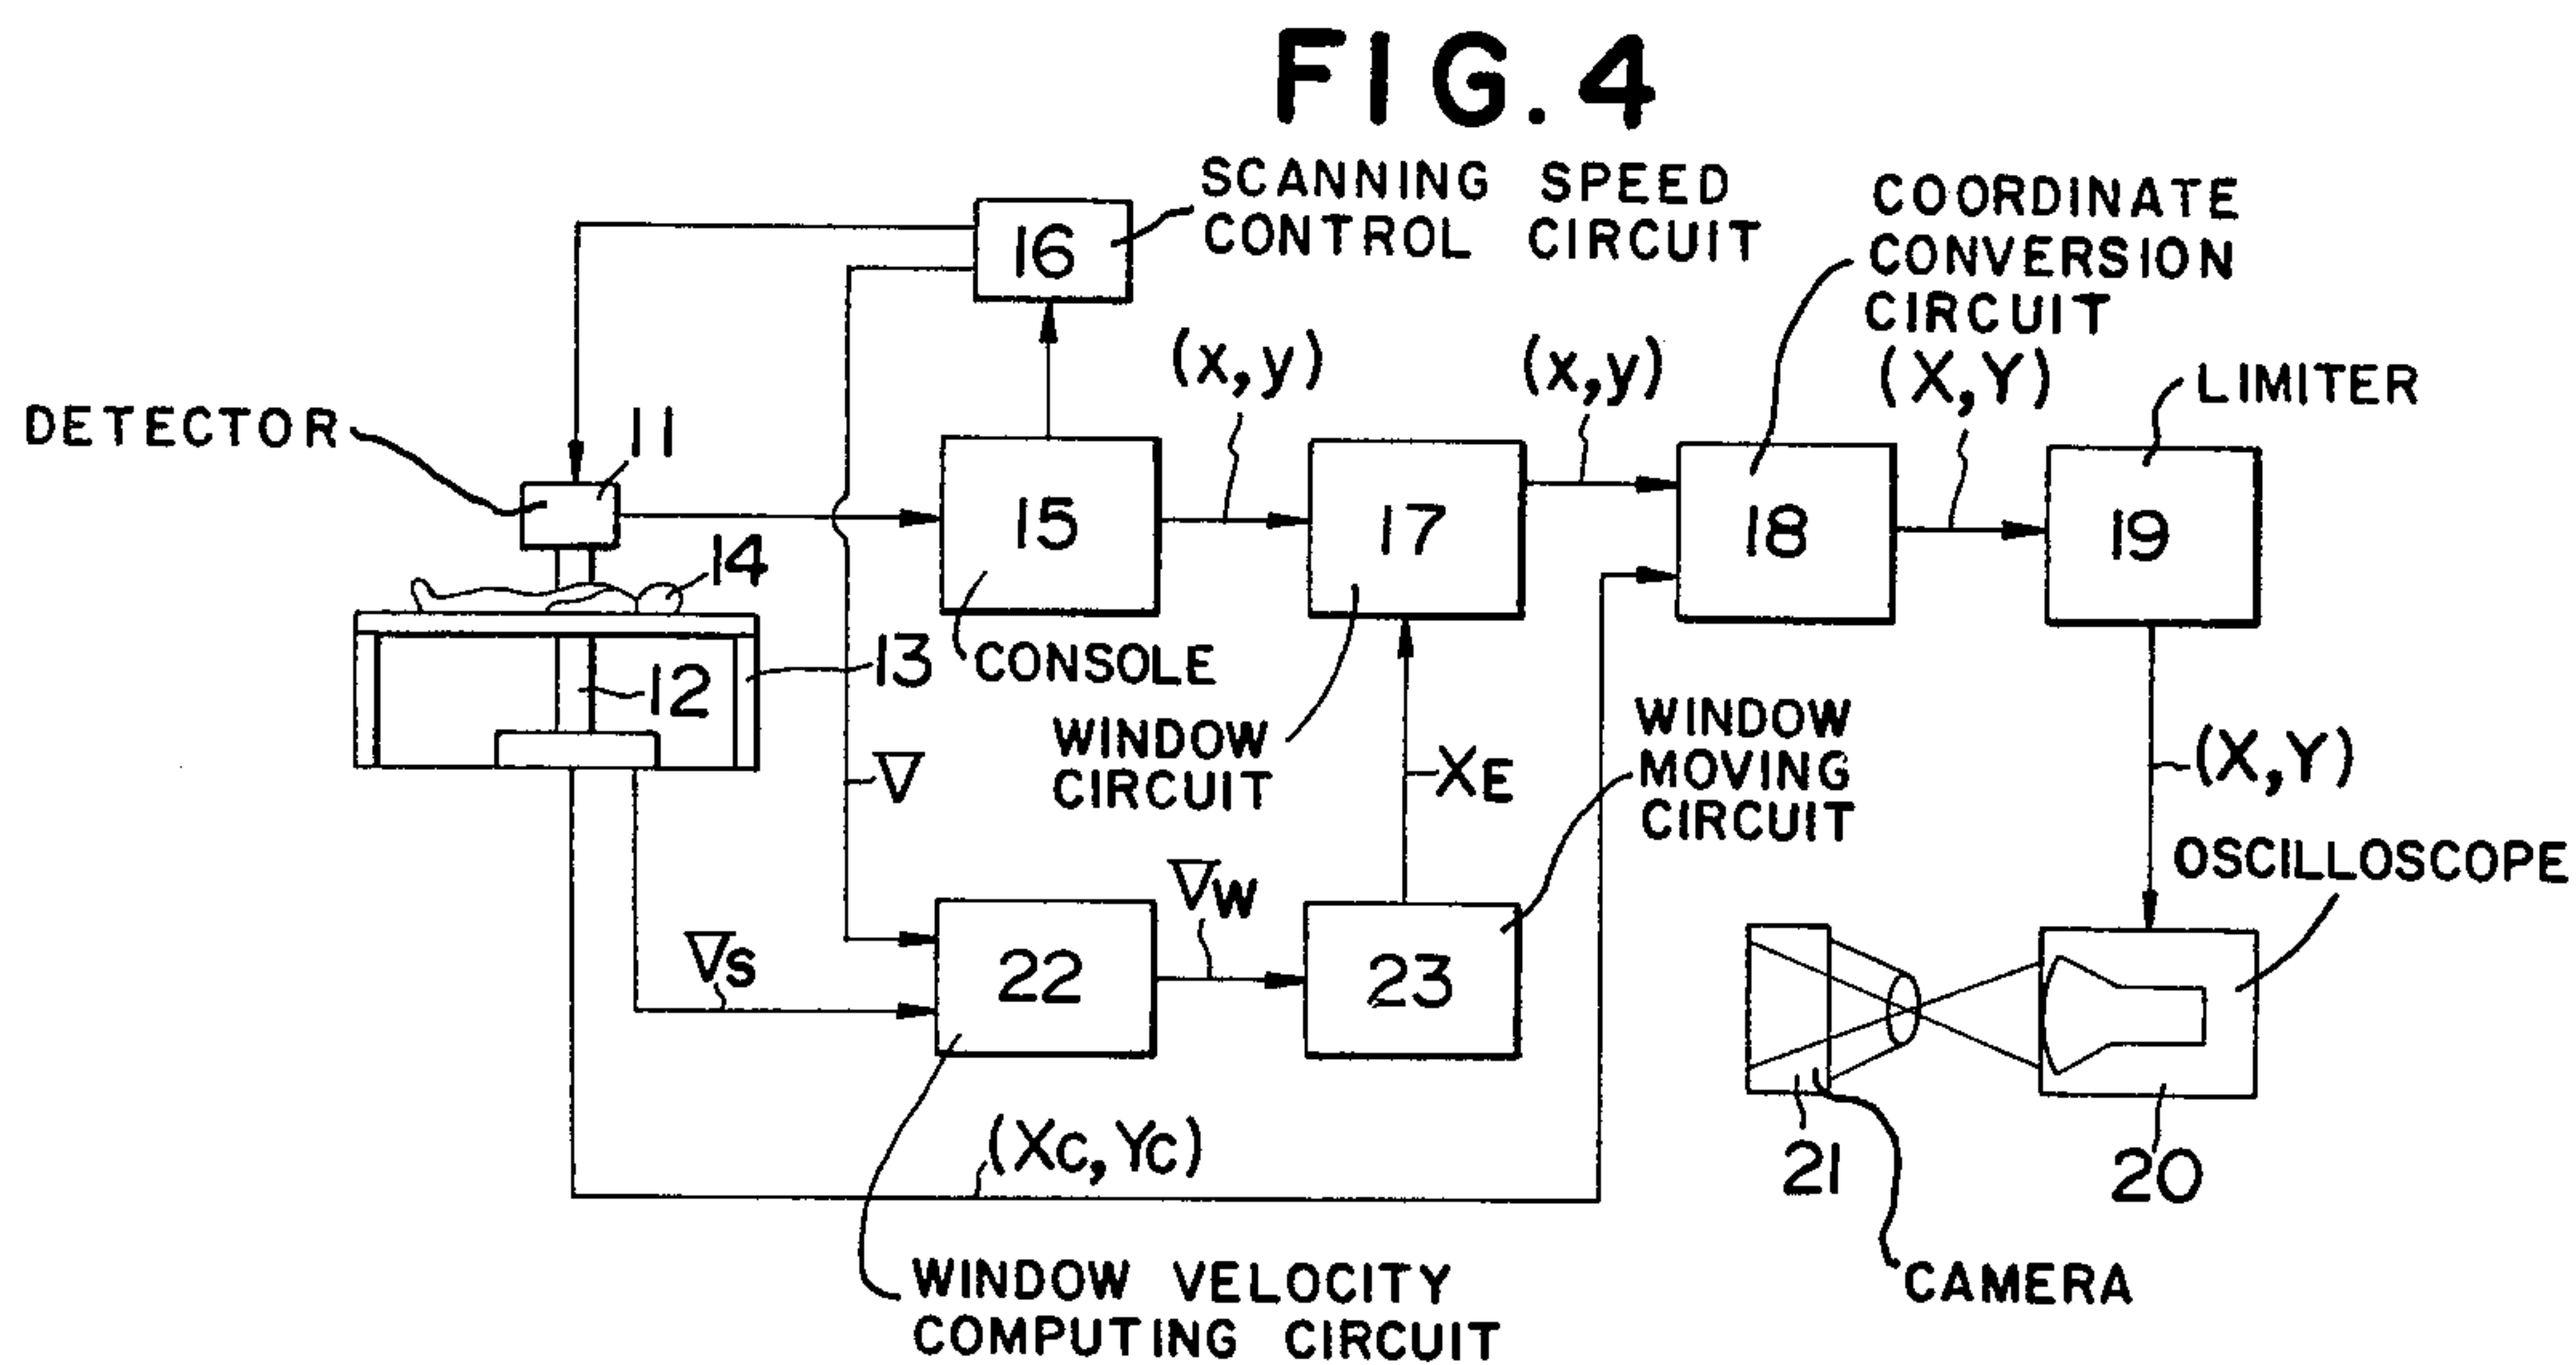 FIG. 4
SCANNING SPEED
CONTROL CIRCUIT
16
COORDINATE
CONVERSION
CIRCUIT
(x,y)
(x,y)
(X,Y)
LIMITER
DETECTOR
11
15
17
18
19
14
CONSOLE
13
12
WINDOW
CIRCUIT
V
XE
WINDOW
MOVING
CIRCUIT
(X,Y)
OSCILLOSCOPE
VW
VS
22
23
(XC,YC)
21
20
CAMERA
WINDOW VELOCITY
COMPUTING CIRCUIT